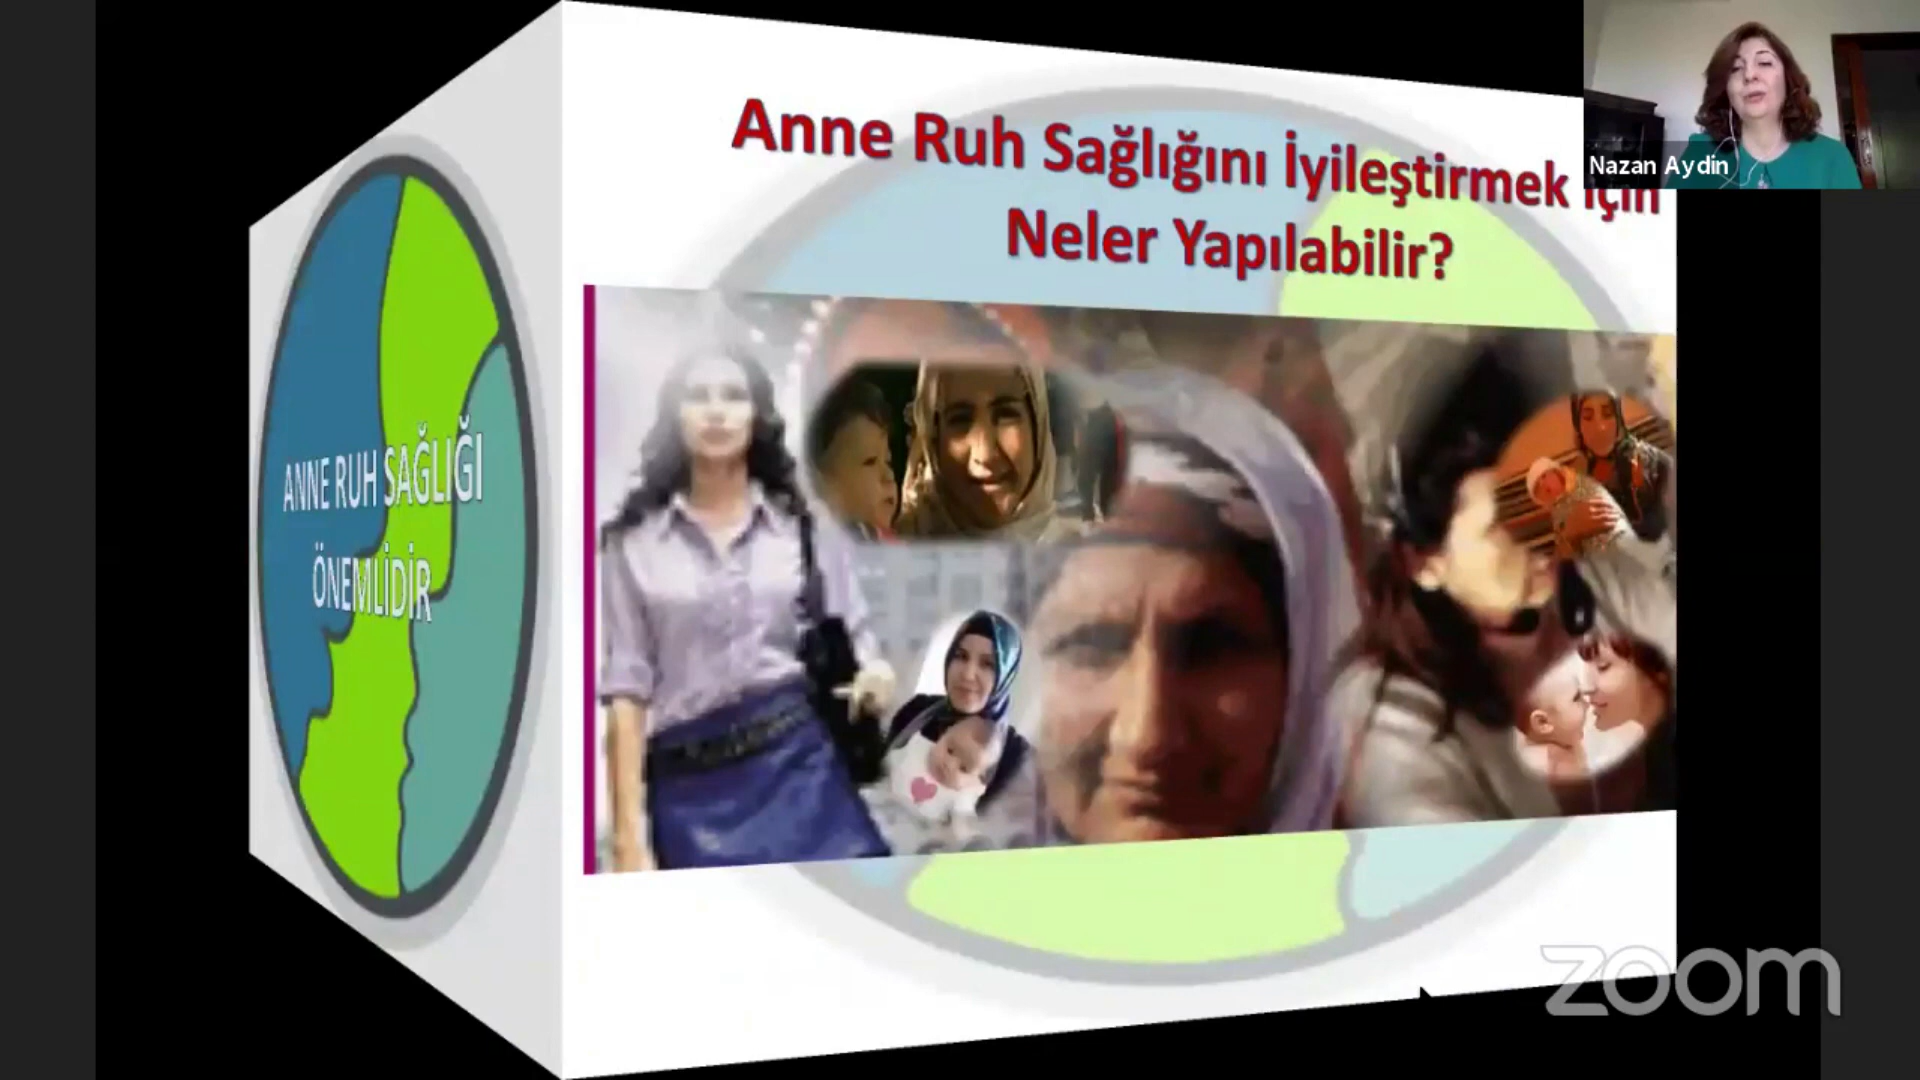 Anne Ruh Sağlığını İyileştirmek için
Neler Yapılabilir?
Nazan Aydin
ANNE RUH SAĞLIĞI
ÖNEMLİDİR
zoom